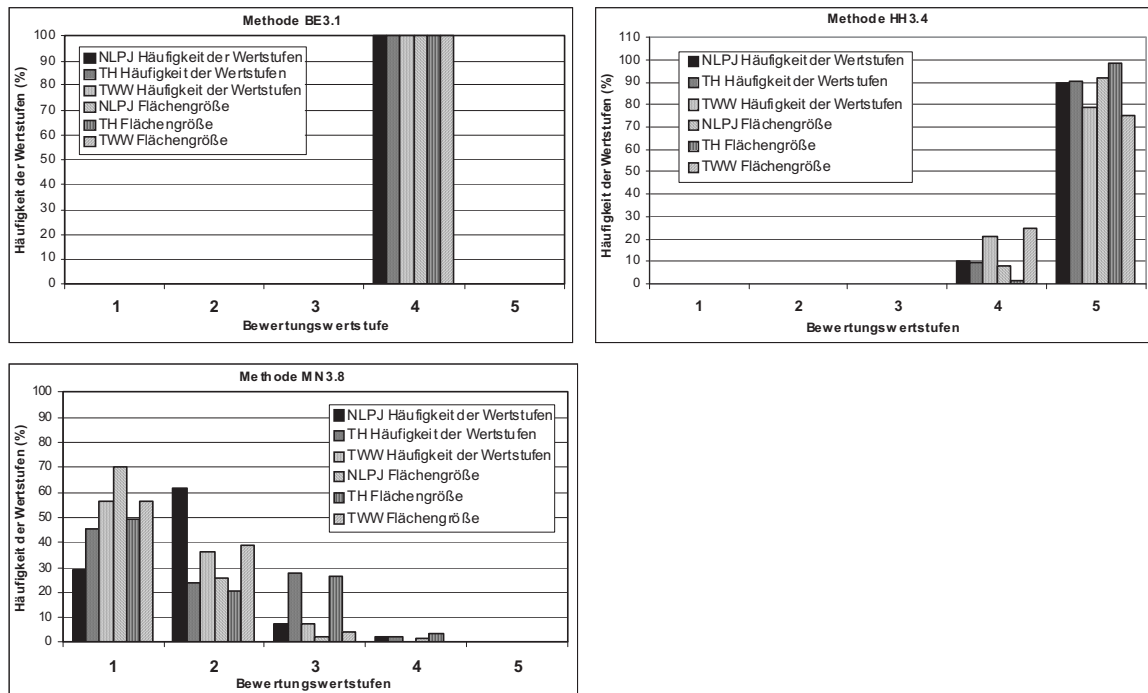 Methode BE3.1
Häufigkeit der Wertstufen (%)
100
90
80
70
60
50
40
30
20
10
0
NLPJ Häufigkeit der Wertstufen
TH Häufigkeit der Wertstufen
TWW Häufigkeit der Wertstufen
NLPJ Flächengröße
TH Flächengröße
TWW Flächengröße
1 2 3 4 5
Bewertungswertstufe
Methode HH3.4
Häufigkeit der Wertstufen (%)
110
100
90
80
70
60
50
40
30
20
10
0
NLPJ Häufigkeit der Wertstufen
TH Häufigkeit der Wertstufen
TWW Häufigkeit der Wertstufen
NLPJ Flächengröße
TH Flächengröße
TWW Flächengröße
1 2 3 4 5
Bewertungswertstufen
Methode MN3.8
Häufigkeit der Wertstufen (%)
100
90
80
70
60
50
40
30
20
10
0
NLPJ Häufigkeit der Wertstufen
TH Häufigkeit der Wertstufen
TWW Häufigkeit der Wertstufen
NLPJ Flächengröße
TH Flächengröße
TWW Flächengröße
1 2 3 4 5
Bewertungswertstufen